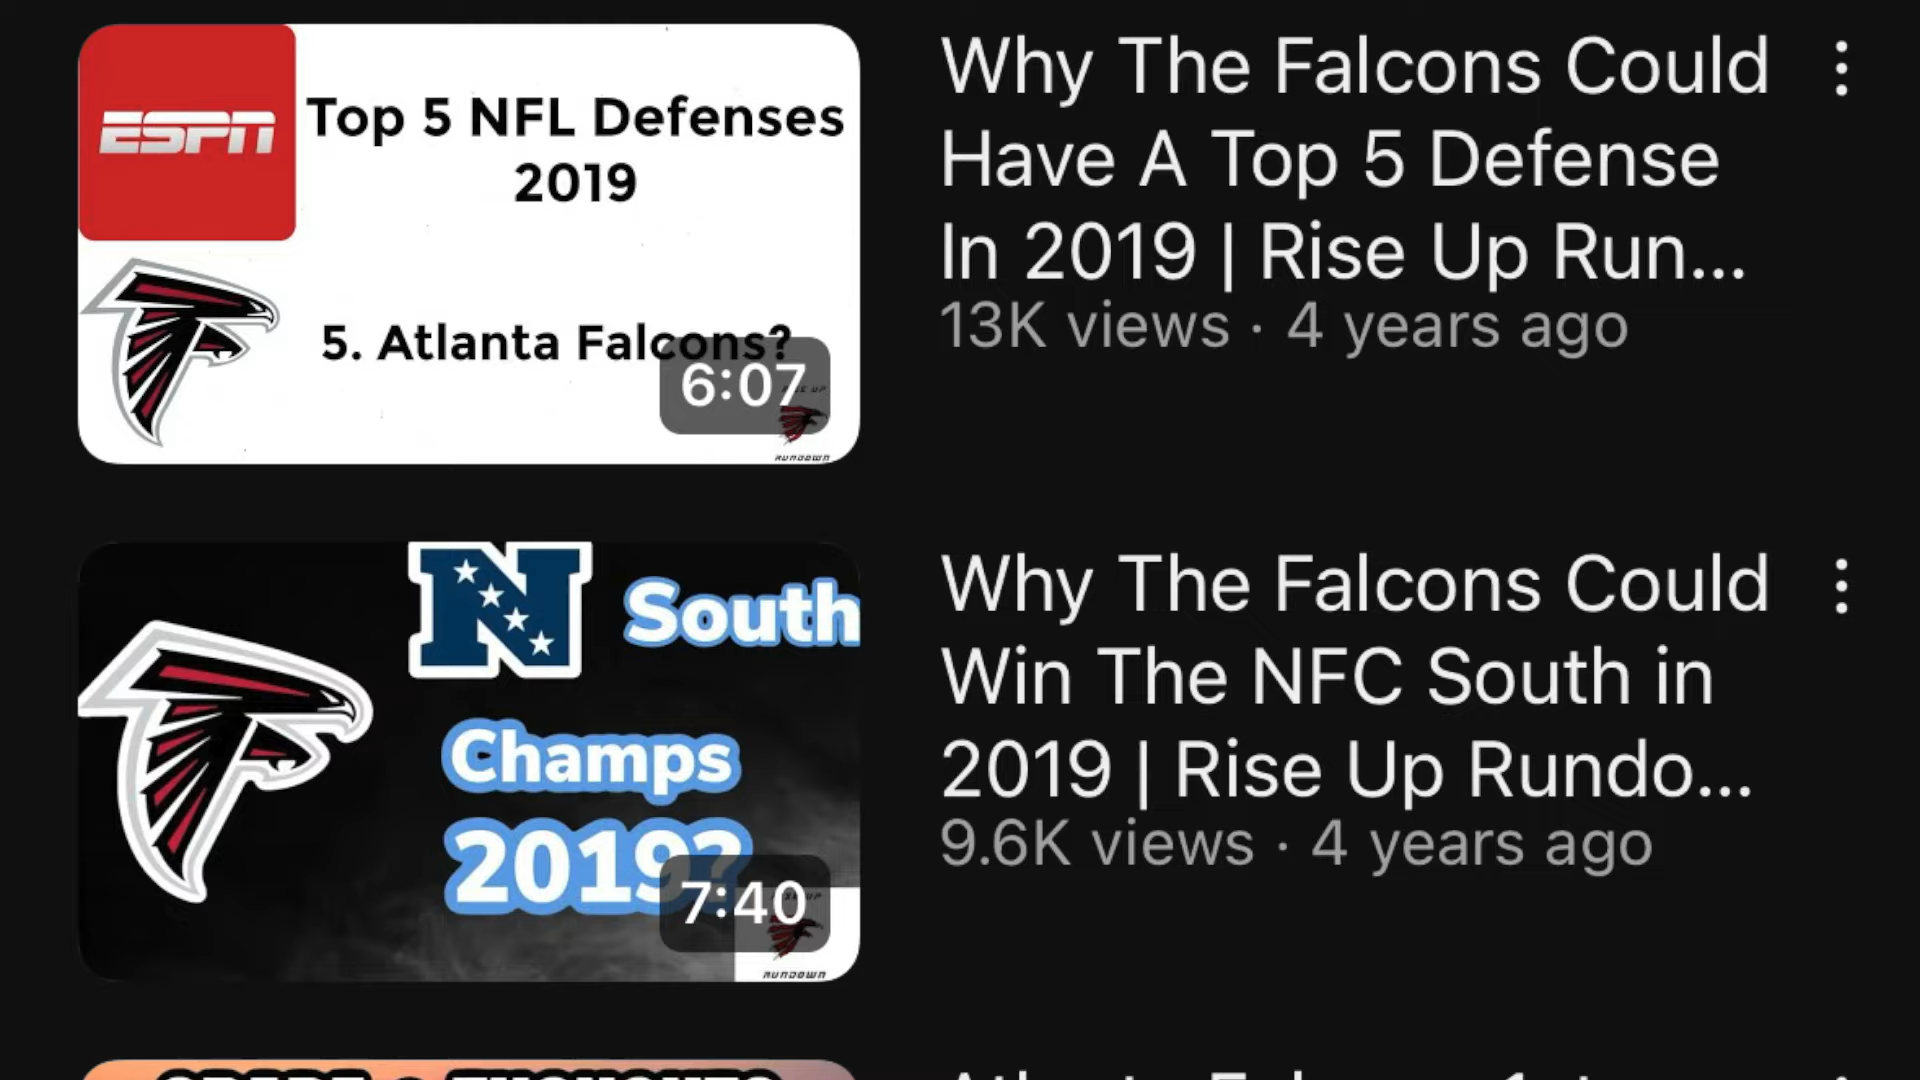 ESPN
Top 5 NFL Defenses
2019
5. Atlanta Falcons?
6:07
RUNDOWN
Why The Falcons Could
Have A Top 5 Defense
In 2019 | Rise Up Run...
13K views · 4 years ago
N South
Champs
2019?
7:40
RUNDOWN
Why The Falcons Could
Win The NFC South in
2019 | Rise Up Rundo...
9.6K views · 4 years ago